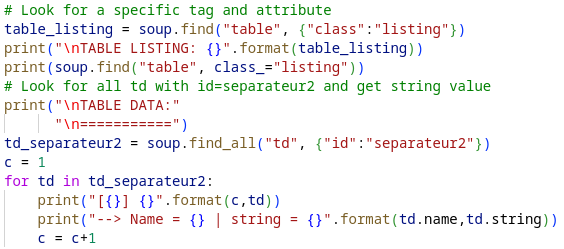 # Look for a specific tag and attribute
table_listing = soup.find("table", {"class":"listing"})
print("\nTABLE LISTING: {}".format(table_listing))
print(soup.find("table", class_="listing"))
# Look for all td with id=separateur2 and get string value
print("\nTABLE DATA:"
      "\n===========")
td_separateur2 = soup.find_all("td", {"id":"separateur2"})
c = 1
for td in td_separateur2:
    print("[{}] {}".format(c,td))
    print("--> Name = {} | string = {}".format(td.name,td.string))
    c = c+1